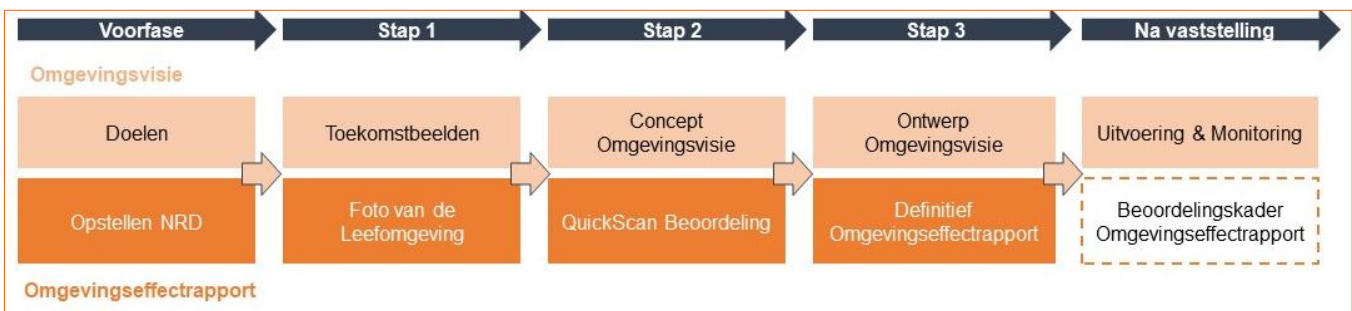 Voorfase
Stap 1
Stap 2
Stap 3
Na vaststelling
Omgevingsvisie
Doelen
Toekomstbeelden
Concept
Omgevingsvisie
Ontwerp
Omgevingsvisie
Uitvoering & Monitoring
Opstellen NRD
Foto van de
Leefomgeving
QuickScan Beoordeling
Definitief
Omgevingseffectrapport
Beoordelingskader
Omgevingseffectrapport
Omgevingseffectrapport